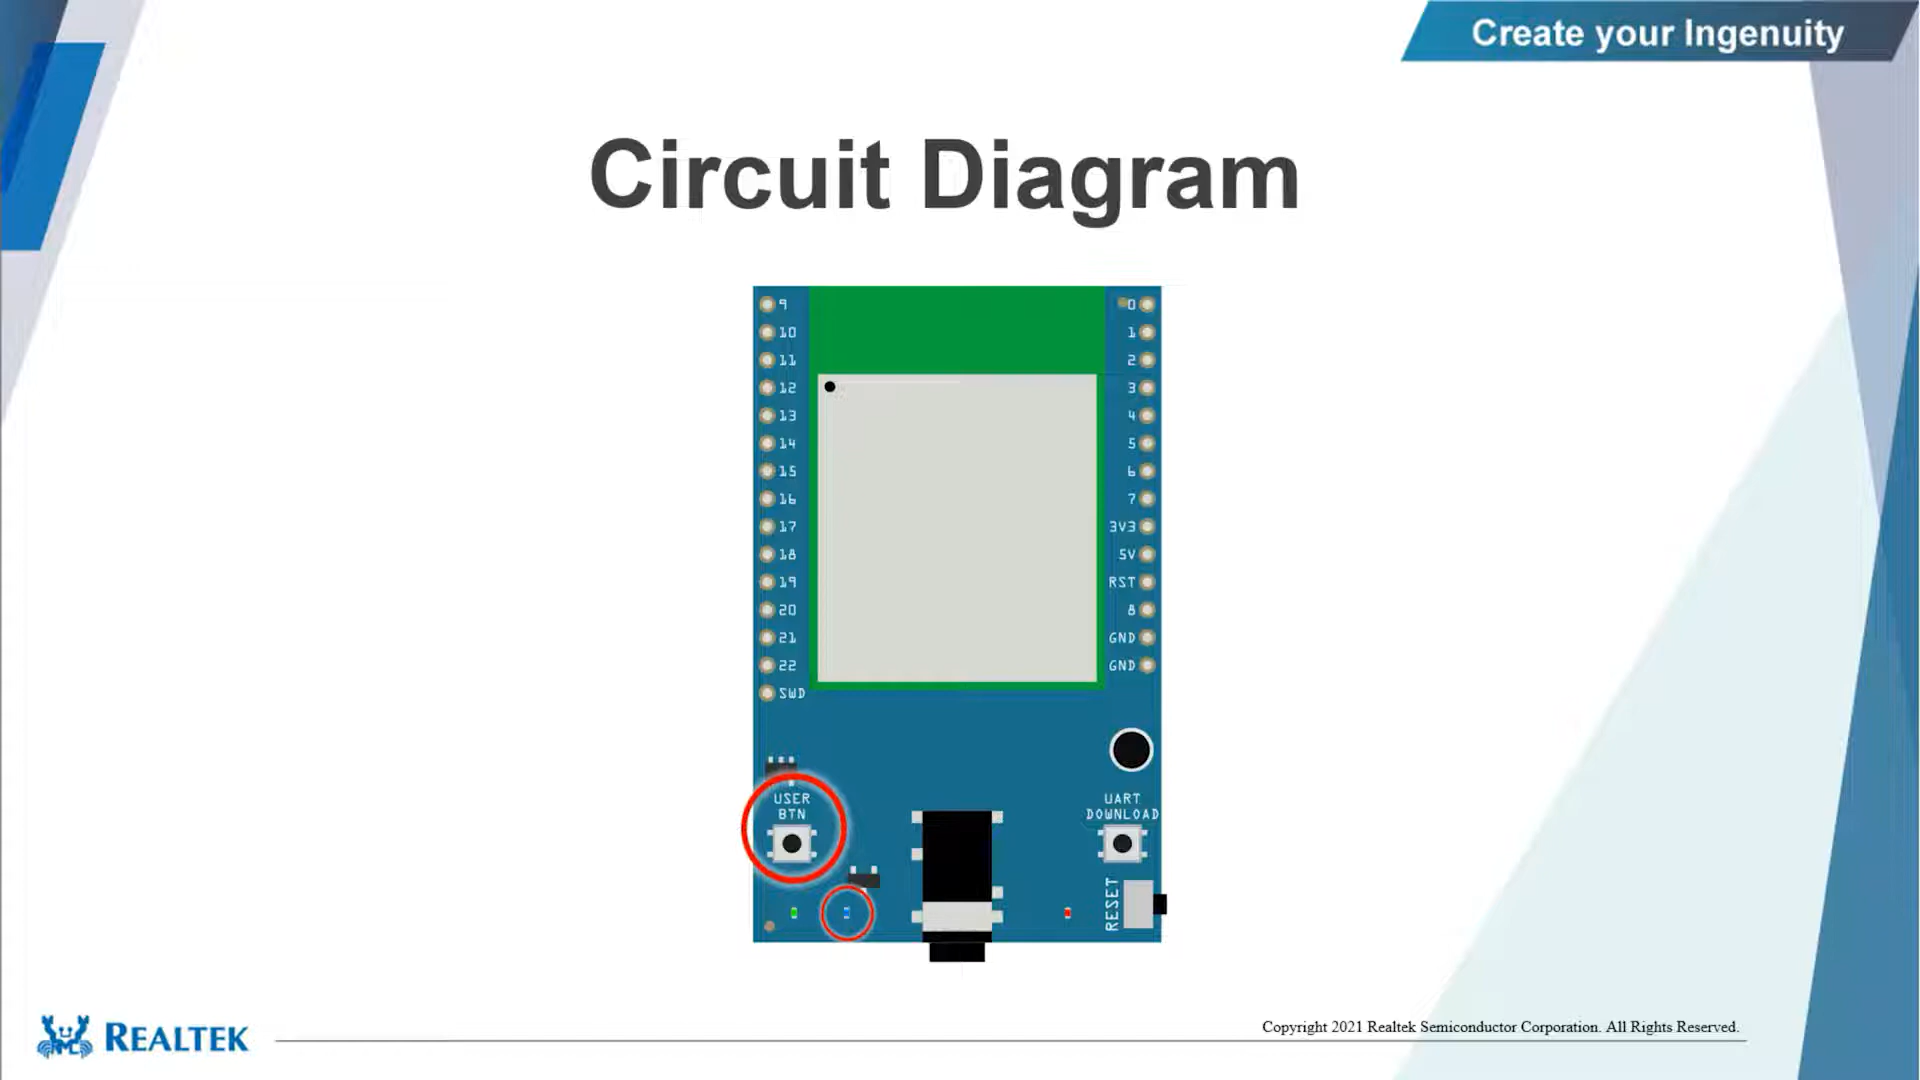 Create your Ingenuity
Circuit Diagram
9
10
11
12
13
14
15
16
17
18
19
20
21
22
SWD
0
1
2
3
4
5
6
7
3V3
5V
RST
8
GND
GND
USER
BTN
UART
DOWNLOAD
RESET
REALTEK
Copyright 2021 Realtek Semiconductor Corporation. All Rights Reserved.